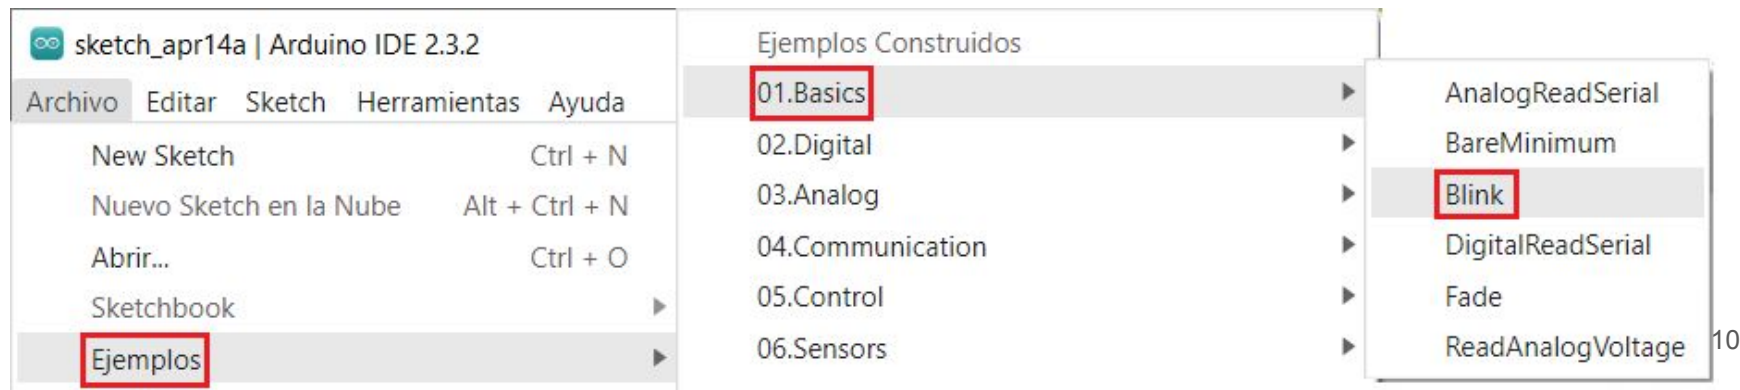 sketch_apr14a | Arduino IDE 2.3.2
Archivo Editar Sketch Herramientas Ayuda
New Sketch Ctrl + N
Nuevo Sketch en la Nube Alt + Ctrl + N
Abrir... Ctrl + O
Sketchbook
Ejemplos
Ejemplos Construidos
01.Basics
02.Digital
03.Analog
04.Communication
05.Control
06.Sensors
AnalogReadSerial
BareMinimum
Blink
DigitalReadSerial
Fade
ReadAnalogVoltage
10